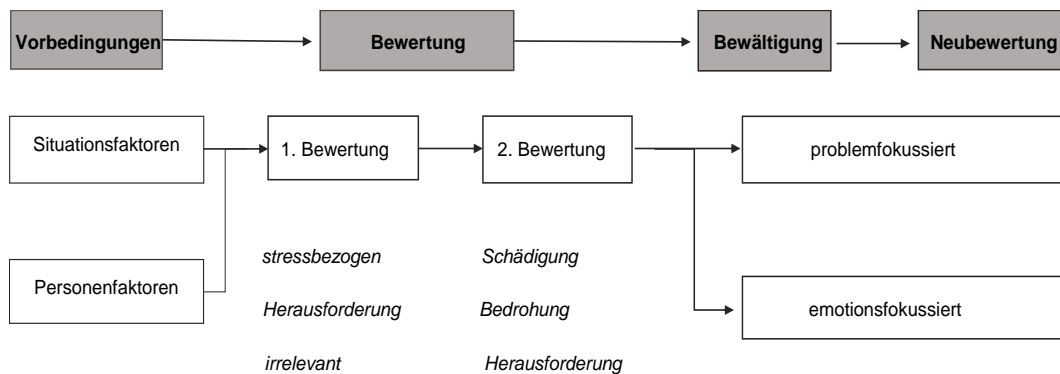 Vorbedingungen
Bewertung
Bewältigung
Neubewertung
Situationsfaktoren
1. Bewertung
2. Bewertung
problemfokussiert
stressbezogen
Schädigung
Personenfaktoren
Herausforderung
Bedrohung
emotionsfokussiert
irrelevant
Herausforderung